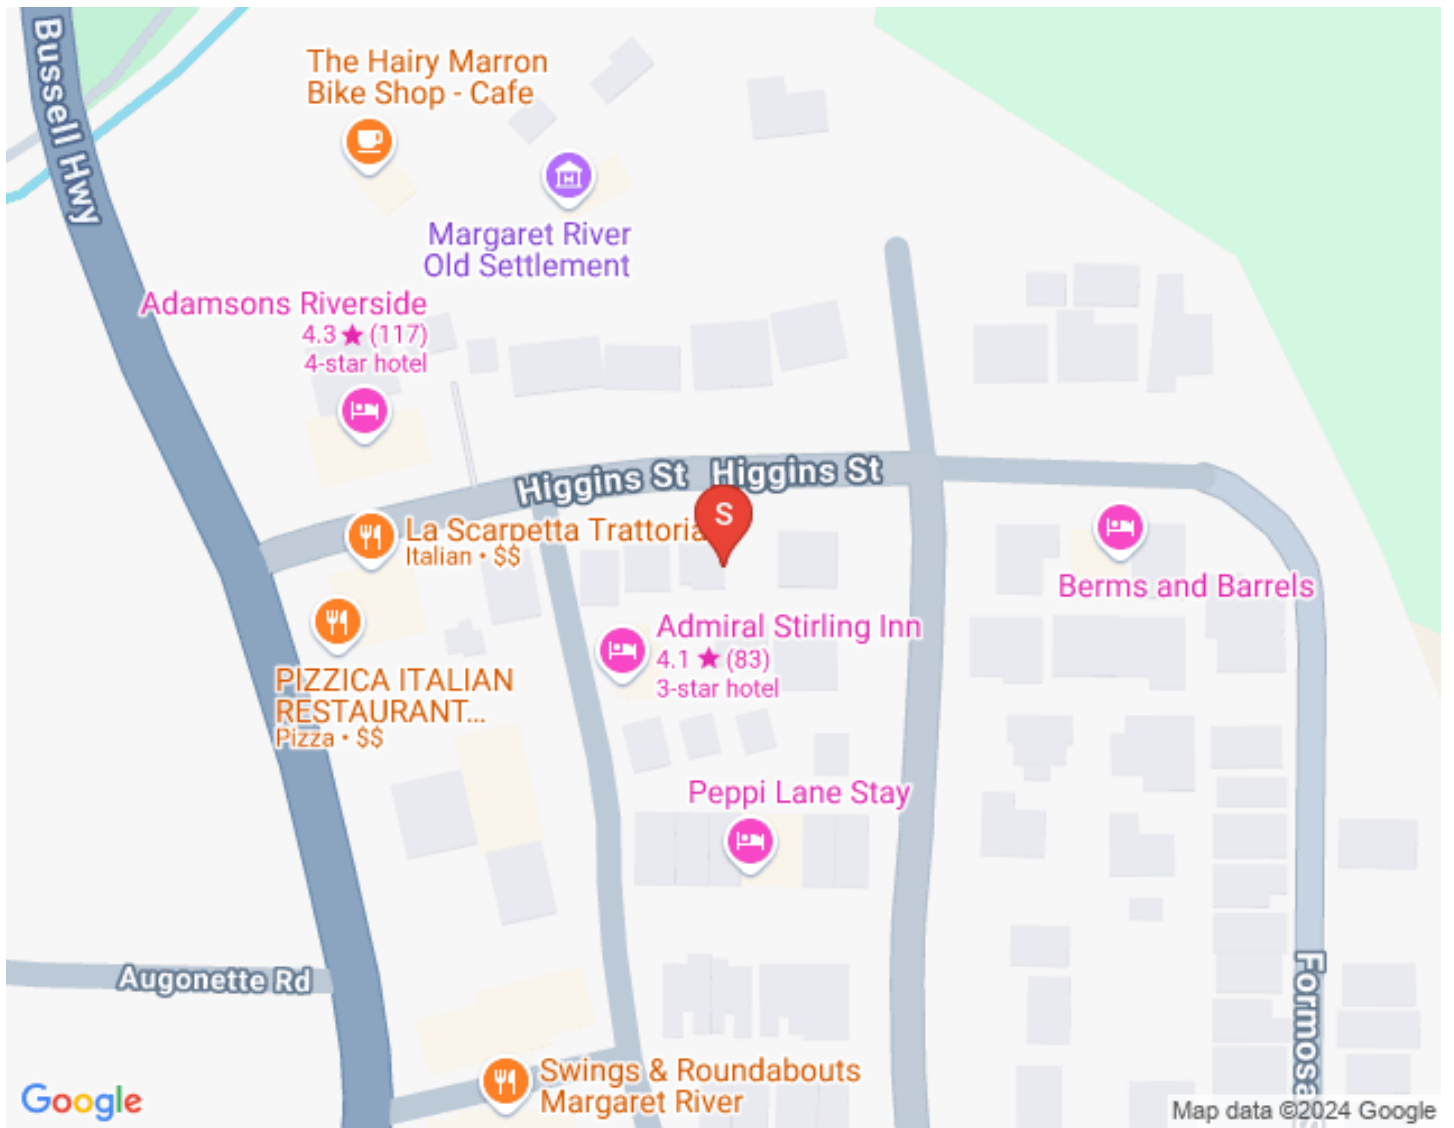 Bussell Hwy
The Hairy Marron
Bike Shop - Cafe
Margaret River
Old Settlement
Adamsons Riverside
4.3 ★ (117)
4-star hotel
Higgins St
Higgins St
S
La Scarpetta Trattoria
Italian • $$
Berms and Barrels
Admiral Stirling Inn
4.1 ★ (83)
3-star hotel
PIZZICA ITALIAN
RESTAURANT...
Pizza • $$
Peppi Lane Stay
Augonette Rd
Formosa
Swings & Roundabouts
Margaret River
Google
Map data ©2024 Google